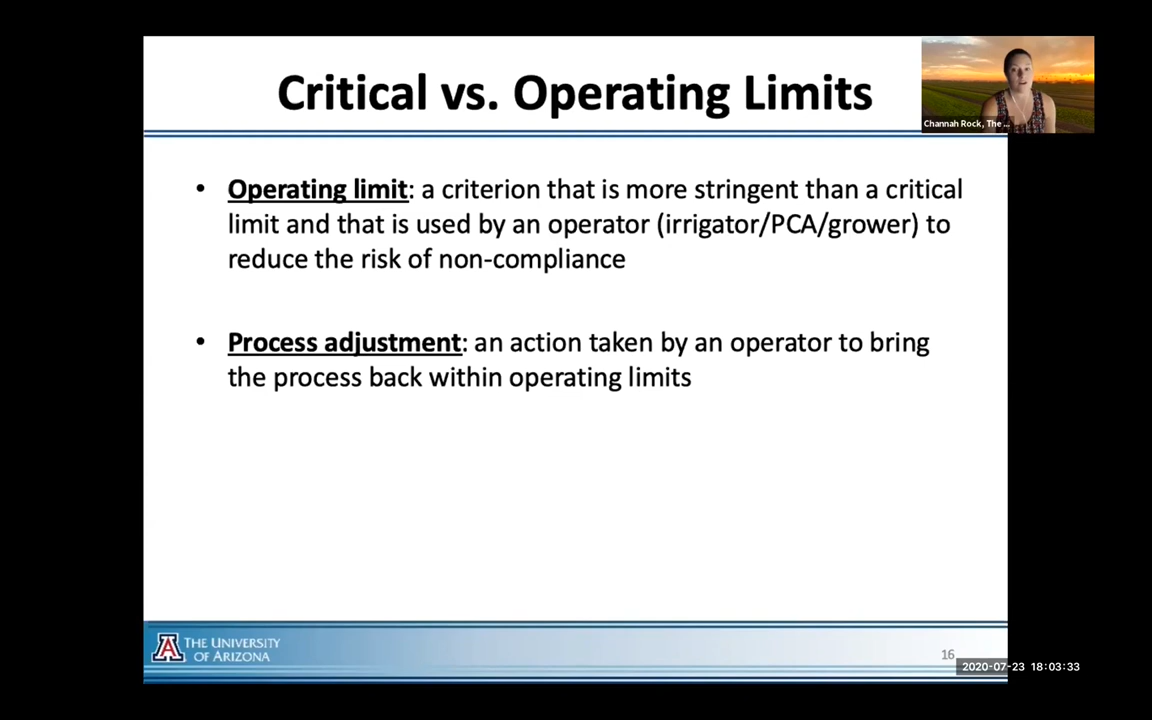 Critical vs. Operating Limits
Channah Rock, The ...
• Operating limit: a criterion that is more stringent than a critical
limit and that is used by an operator (irrigator/PCA/grower) to
reduce the risk of non-compliance
• Process adjustment: an action taken by an operator to bring
the process back within operating limits
A
THE UNIVERSITY
OF ARIZONA
16
2020-07-23 18:03:33